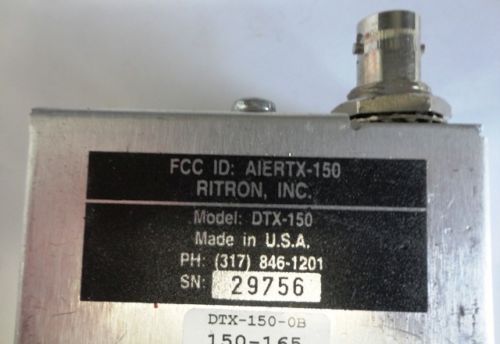 FCC ID: AIERTX-150
RITRON, INC.
Model: DTX-150
Made in U.S.A.
PH: (317) 846-1201
SN: 29756
DTX-150-0B
150-165